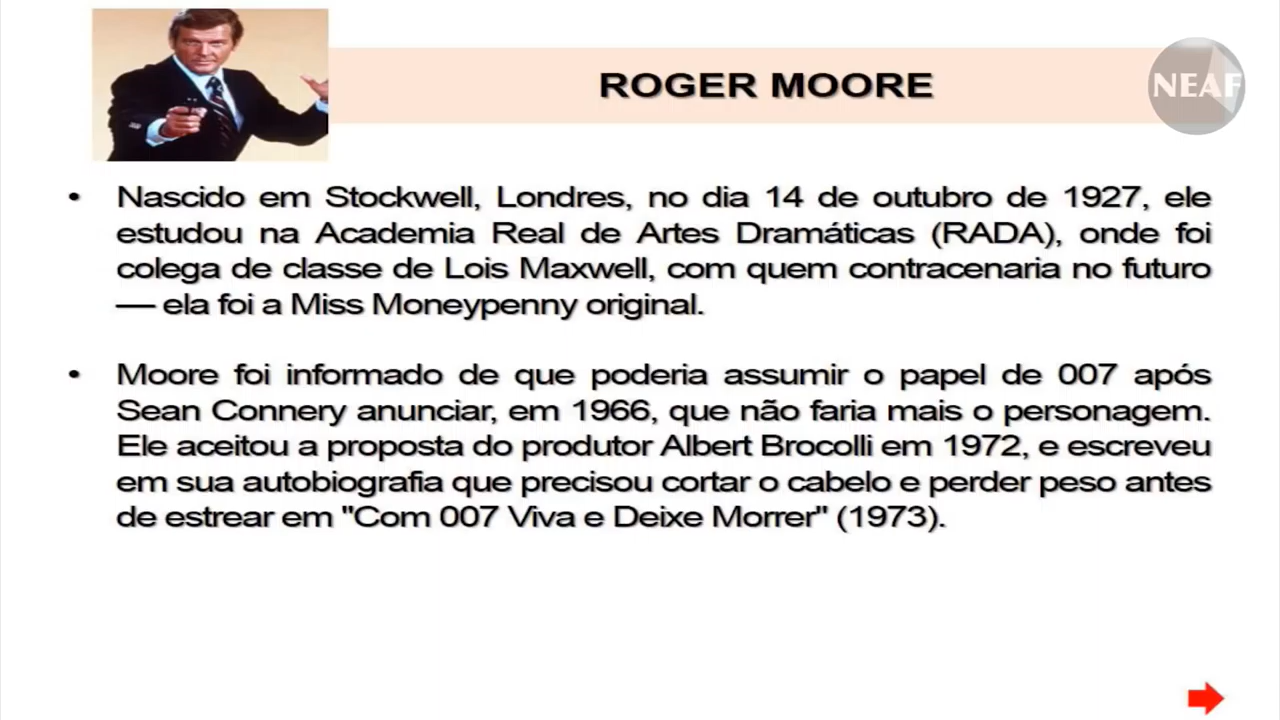 ROGER MOORE
NEAF
• Nascido em Stockwell, Londres, no dia 14 de outubro de 1927, ele
estudou na Academia Real de Artes Dramáticas (RADA), onde foi
colega de classe de Lois Maxwell, com quem contracenaria no futuro
— ela foi a Miss Moneypenny original.
• Moore foi informado de que poderia assumir o papel de 007 após
Sean Connery anunciar, em 1966, que não faria mais o personagem.
Ele aceitou a proposta do produtor Albert Brocolli em 1972, e escreveu
em sua autobiografia que precisou cortar o cabelo e perder peso antes
de estrear em "Com 007 Viva e Deixe Morrer" (1973).